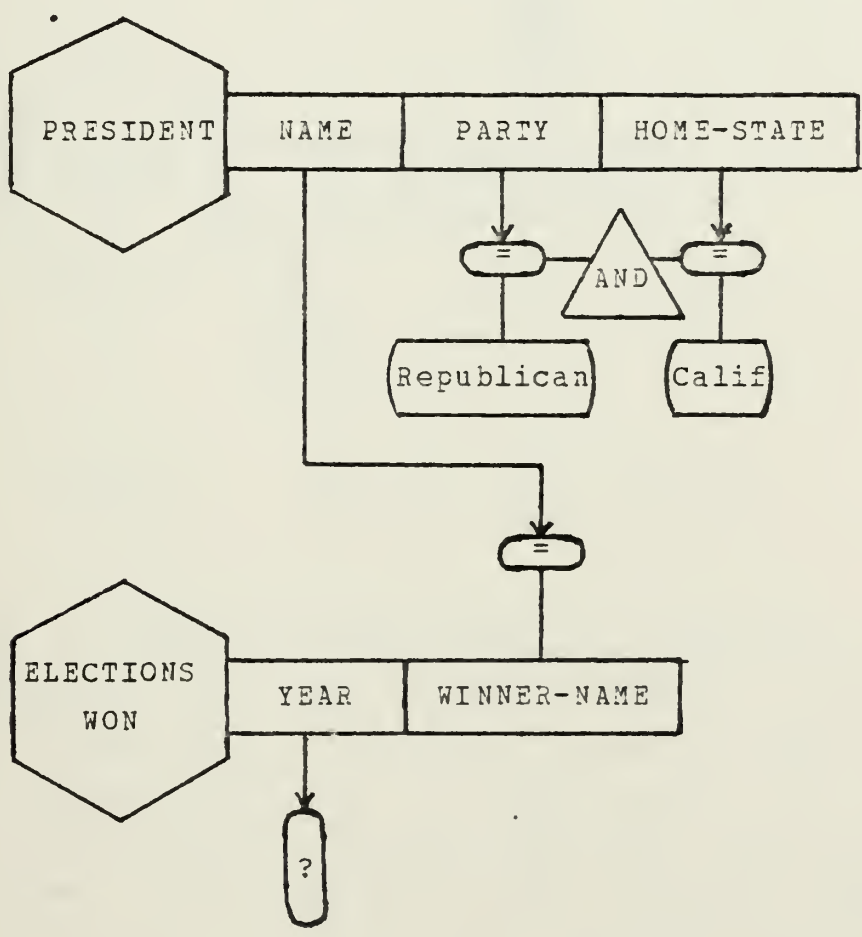 PRESIDENT NAME PARTY HOME-STATE
= AND =
Republican Calif
=
ELECTIONS
WON
YEAR WINNER-NAME
?